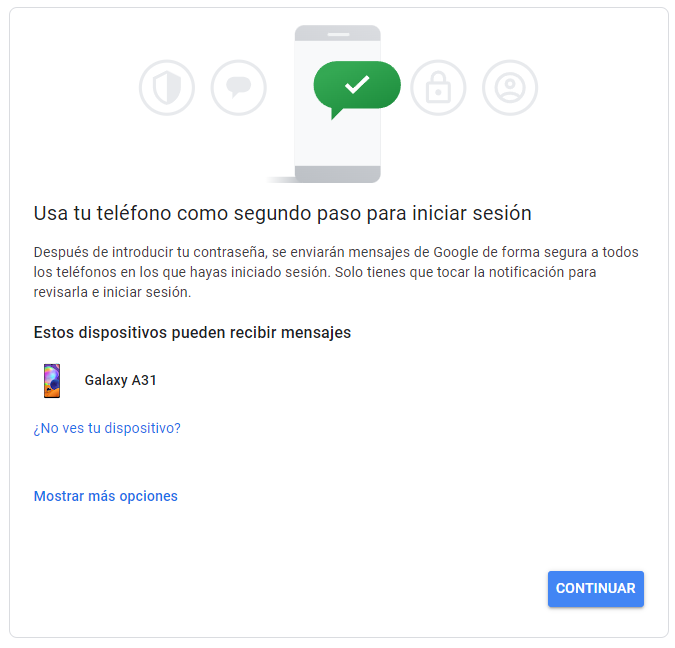 Usa tu teléfono como segundo paso para iniciar sesión
Después de introducir tu contraseña, se enviarán mensajes de Google de forma segura a todos
los teléfonos en los que hayas iniciado sesión. Solo tienes que tocar la notificación para
revisarla e iniciar sesión.
Estos dispositivos pueden recibir mensajes
Galaxy A31
¿No ves tu dispositivo?
Mostrar más opciones
CONTINUAR